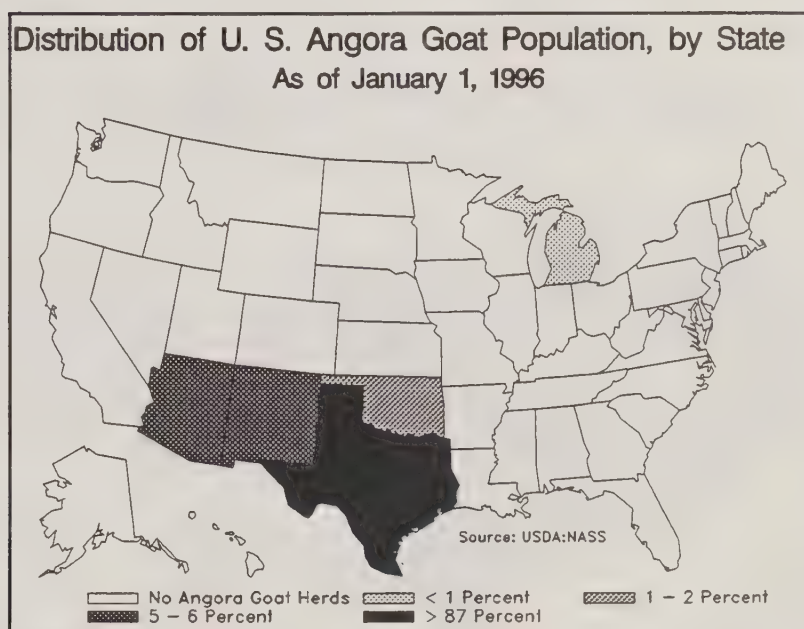 Distribution of U. S. Angora Goat Population, by State
As of January 1, 1996
Source: USDA:NASS
No Angora Goat Herds
< 1 Percent
1 – 2 Percent
5 – 6 Percent
> 87 Percent